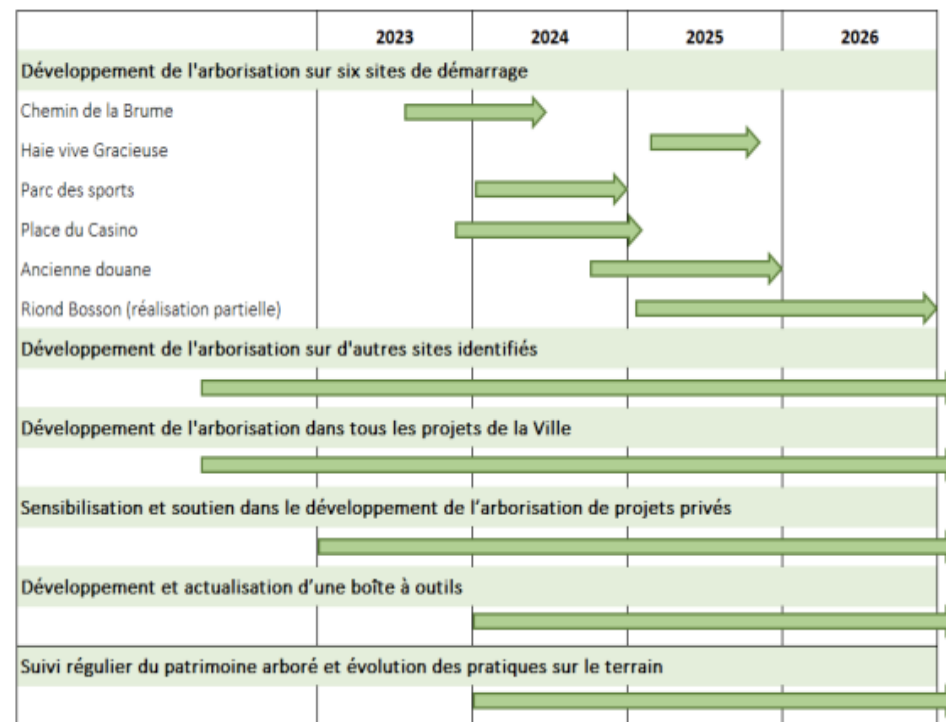 2023 2024 2025 2026
Développement de l'arborisation sur six sites de démarrage
Chemin de la Brume
Haie vive Gracieuse
Parc des sports
Place du Casino
Ancienne douane
Riond Bosson (réalisation partielle)
Développement de l'arborisation sur d'autres sites identifiés
Développement de l'arborisation dans tous les projets de la Ville
Sensibilisation et soutien dans le développement de l’arborisation de projets privés
Développement et actualisation d’une boîte à outils
Suivi régulier du patrimoine arboré et évolution des pratiques sur le terrain